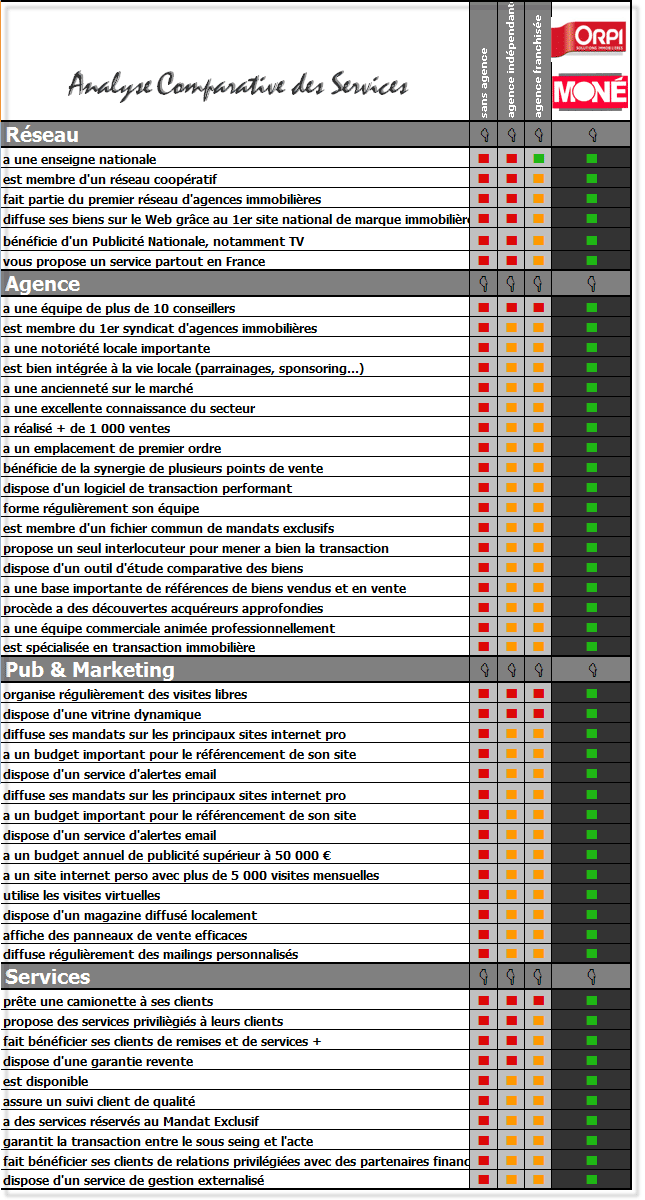 Analyse Comparative des Services
sans agence
agence indépendante
agence franchisée
ORPI
SOLUTIONS IMMOBILIÈRES
MONÉ
Réseau
a une enseigne nationale
est membre d'un réseau coopératif
fait partie du premier réseau d'agences immobilières
diffuse ses biens sur le Web grâce au 1er site national de marque immobilière
bénéficie d'un Publicité Nationale, notamment TV
vous propose un service partout en France
Agence
a une équipe de plus de 10 conseillers
est membre du 1er syndicat d'agences immobilières
a une notoriété locale importante
est bien intégrée à la vie locale (parrainages, sponsoring...)
a une ancienneté sur le marché
a une excellente connaissance du secteur
a réalisé + de 1 000 ventes
a un emplacement de premier ordre
bénéficie de la synergie de plusieurs points de vente
dispose d'un logiciel de transaction performant
forme régulièrement son équipe
est membre d'un fichier commun de mandats exclusifs
propose un seul interlocuteur pour mener a bien la transaction
dispose d'un outil d'étude comparative des biens
a une base importante de références de biens vendus et en vente
procède a des découvertes acquéreurs approfondies
a une équipe commerciale animée professionnellement
est spécialisée en transaction immobilière
Pub & Marketing
organise régulièrement des visites libres
dispose d'une vitrine dynamique
diffuse ses mandats sur les principaux sites internet pro
a un budget important pour le référencement de son site
dispose d'un service d'alertes email
diffuse ses mandats sur les principaux sites internet pro
a un budget important pour le référencement de son site
dispose d'un service d'alertes email
a un budget annuel de publicité supérieur à 50 000 €
a un site internet perso avec plus de 5 000 visites mensuelles
utilise les visites virtuelles
dispose d'un magazine diffusé localement
affiche des panneaux de vente efficaces
diffuse régulièrement des mailings personnalisés
Services
prête une camionette à ses clients
propose des services priviliègiés à leurs clients
fait bénéficier ses clients de remises et de services +
dispose d'une garantie revente
est disponible
assure un suivi client de qualité
a des services réservés au Mandat Exclusif
garantit la transaction entre le sous seing et l'acte
fait bénéficier ses clients de relations privilégiées avec des partenaires financ
dispose d'un service de gestion externalisé